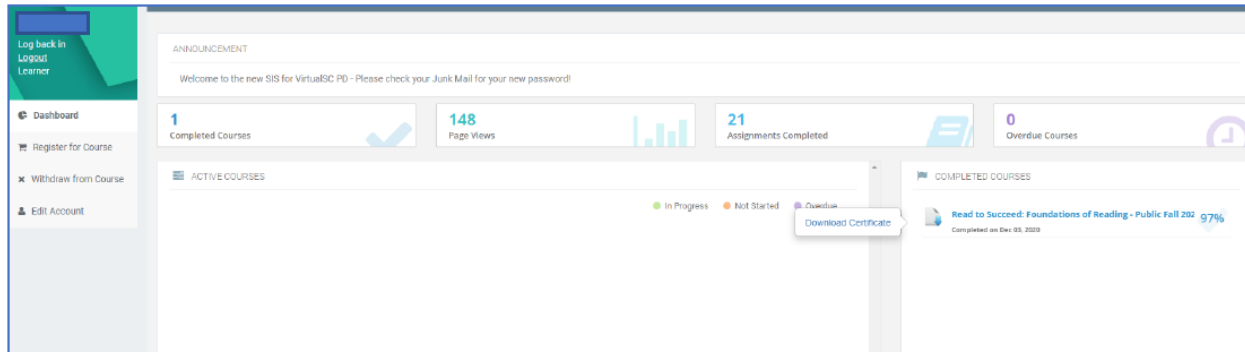 Log back in
Logout
Learner
Dashboard
Register for Course
Withdraw from Course
Edit Account
ANNOUNCEMENT
Welcome to the new SIS for VirtualSC PD - Please check your Junk Mail for your new password!
1
Completed Courses
148
Page Views
21
Assignments Completed
0
Overdue Courses
ACTIVE COURSES
In Progress Not Started Overdue
Download Certificate
COMPLETED COURSES
Read to Succeed: Foundations of Reading - Public Fall 202 97%
Completed on Dec 03, 2020